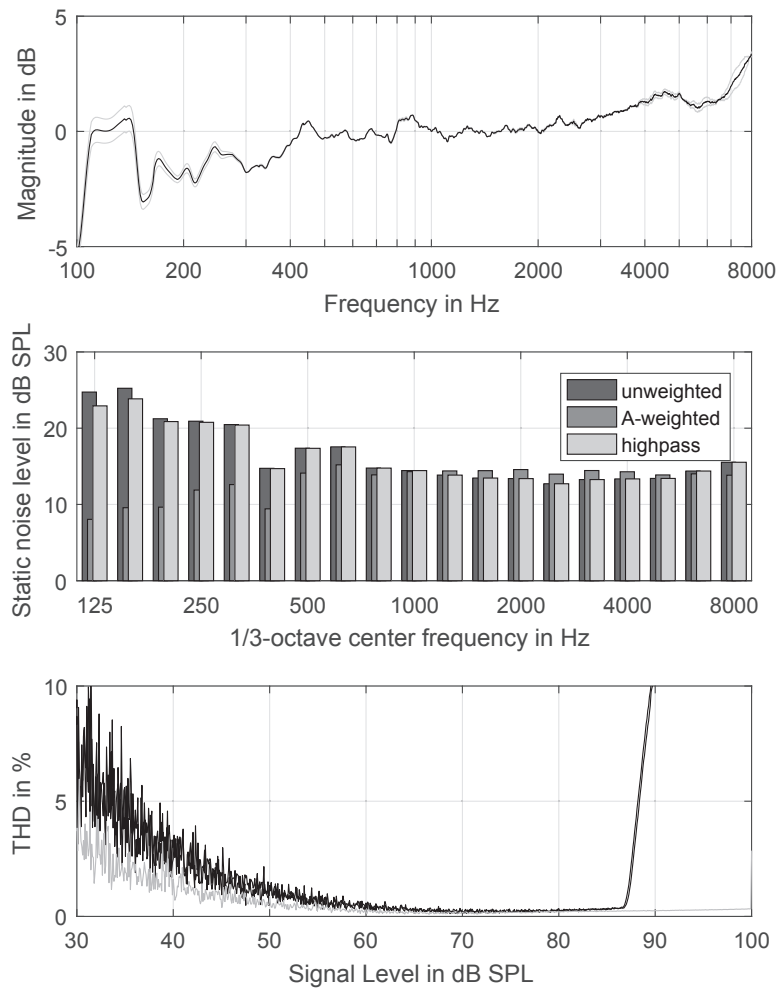 5
0
-5
Magnitude in dB
100 200 400 1000 2000 4000 8000
Frequency in Hz
30
20
10
0
Static noise level in dB SPL
unweighted
A-weighted
highpass
125 250 500 1000 2000 4000 8000
1/3-octave center frequency in Hz
10
5
0
THD in %
30 40 50 60 70 80 90 100
Signal Level in dB SPL